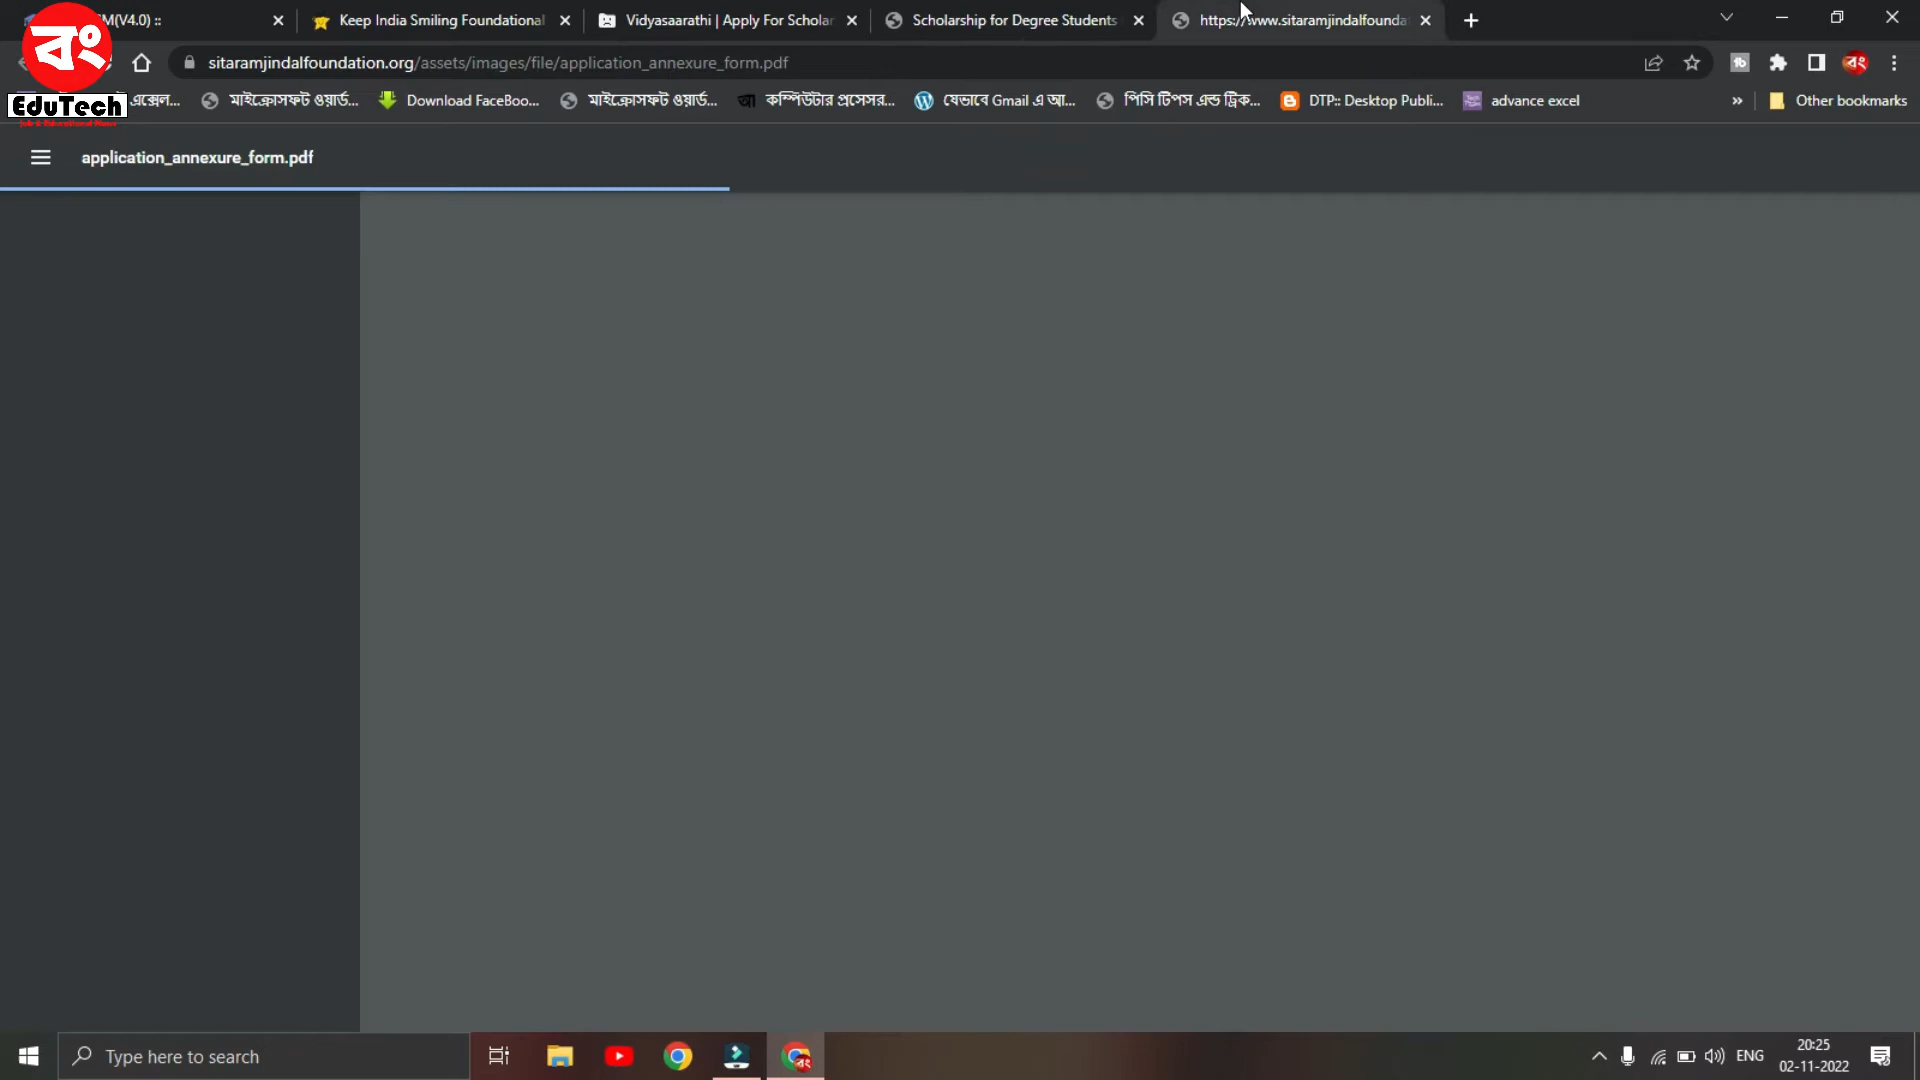 M(V4.0) ::
Keep India Smiling Foundational
Vidyasaarathi | Apply For Scholar
Scholarship for Degree Students
https://www.sitaramjindalfounda
বং
EduTech
sitaramjindalfoundation.org/assets/images/file/application_annexure_form.pdf
বং
এক্সেল...
মাইক্রোসফট ওয়ার্ড...
Download FaceBoo...
মাইক্রোসফট ওয়ার্ড...
কম্পিউটার প্রসেসর...
যেভাবে Gmail এ আ...
পিসি টিপস এন্ড ট্রিক...
DTP:: Desktop Publi...
advance excel
»
Other bookmarks
application_annexure_form.pdf
Type here to search
ENG
20:25
02-11-2022